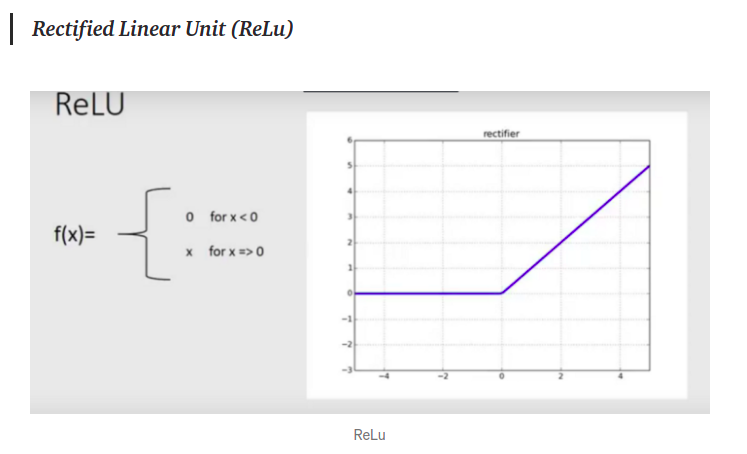 Rectified Linear Unit (ReLu)
ReLU
f(x)=
0 for x < 0
x for x => 0
rectifier
6
5
4
3
2
1
0
−1
−2
−3
−4 −2 0 2 4
ReLu